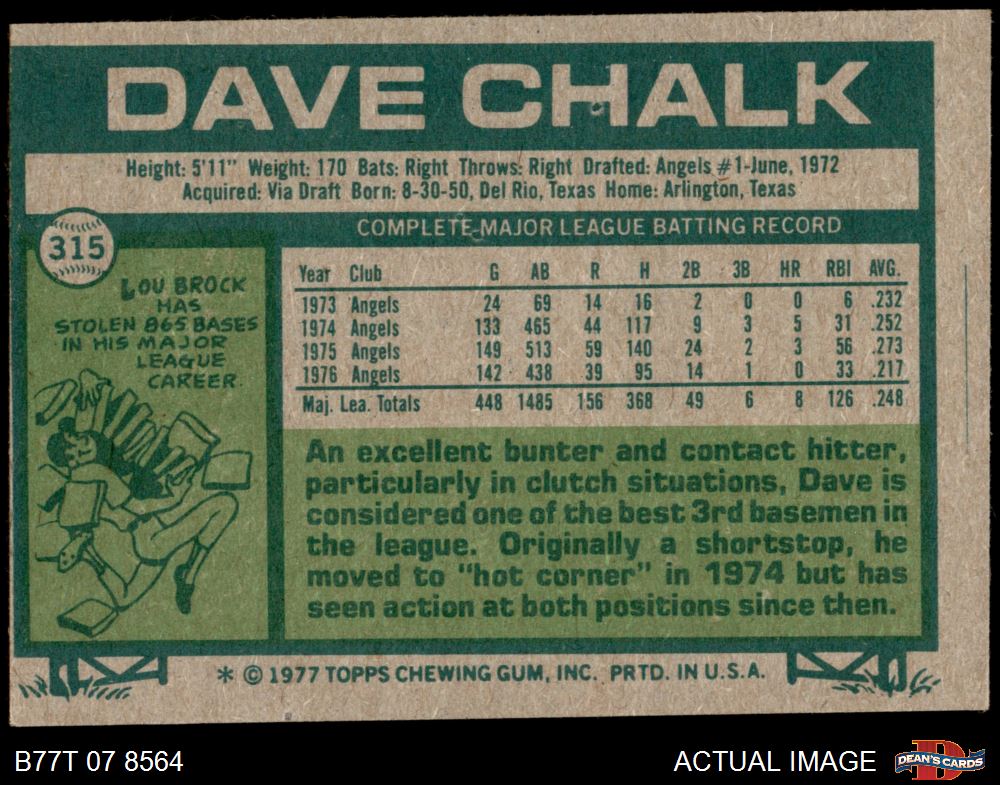 DAVE CHALK
Height: 5'11" Weight: 170 Bats: Right Throws: Right Drafted: Angels #1-June, 1972
Acquired: Via Draft Born: 8-30-50, Del Rio, Texas Home: Arlington, Texas
315
LOU BROCK
HAS
STOLEN 865 BASES
IN HIS MAJOR
LEAGUE
CAREER.
COMPLETE MAJOR LEAGUE BATTING RECORD
Year Club G AB R H 2B 3B HR RBI AVG.
1973 Angels 24 69 14 16 2 0 0 6 .232
1974 Angels 133 465 44 117 9 3 5 31 .252
1975 Angels 149 513 59 140 24 2 3 56 .273
1976 Angels 142 438 39 95 14 1 0 33 .217
Maj. Lea. Totals 448 1485 156 368 49 6 8 126 .248
An excellent bunter and contact hitter,
particularly in clutch situations, Dave is
considered one of the best 3rd basemen in
the league. Originally a shortstop, he
moved to "hot corner" in 1974 but has
seen action at both positions since then.
* © 1977 TOPPS CHEWING GUM, INC. PRTD. IN U.S.A.
B77T 07 8564
ACTUAL IMAGE
D
DEAN'S CARDS